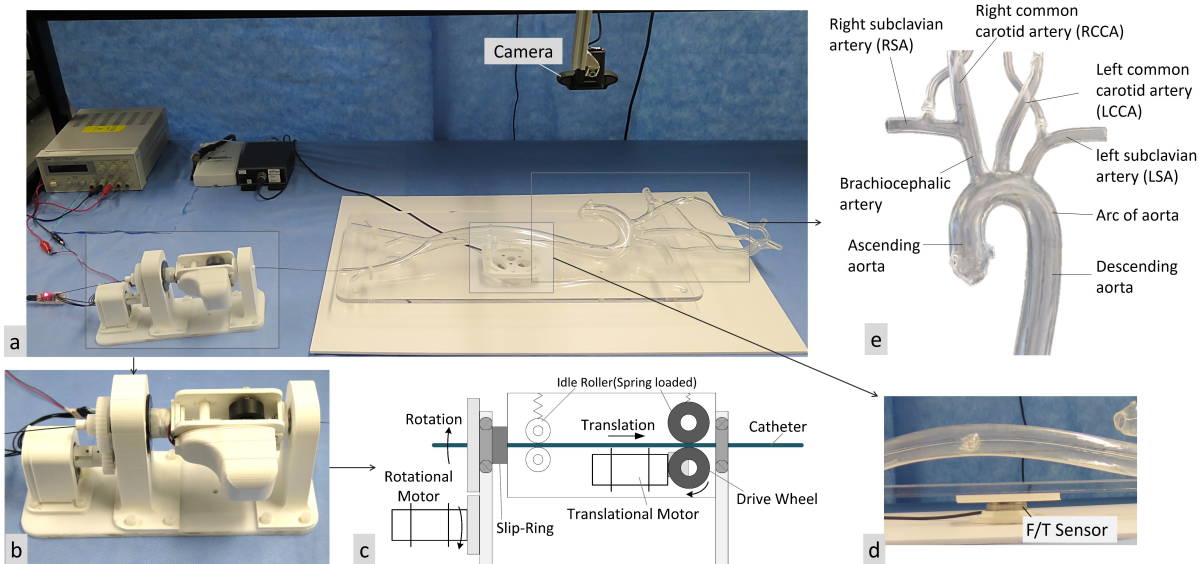 Camera
a
Right subclavian
artery (RSA)
Right common
carotid artery (RCCA)
Left common
carotid artery
(LCCA)
left subclavian
artery (LSA)
Brachiocephalic
artery
Arc of aorta
Ascending
aorta
Descending
aorta
e
b
Idle Roller(Spring loaded)
Rotation
Translation
Catheter
Rotational
Motor
Drive Wheel
Translational Motor
Slip-Ring
c
F/T Sensor
d